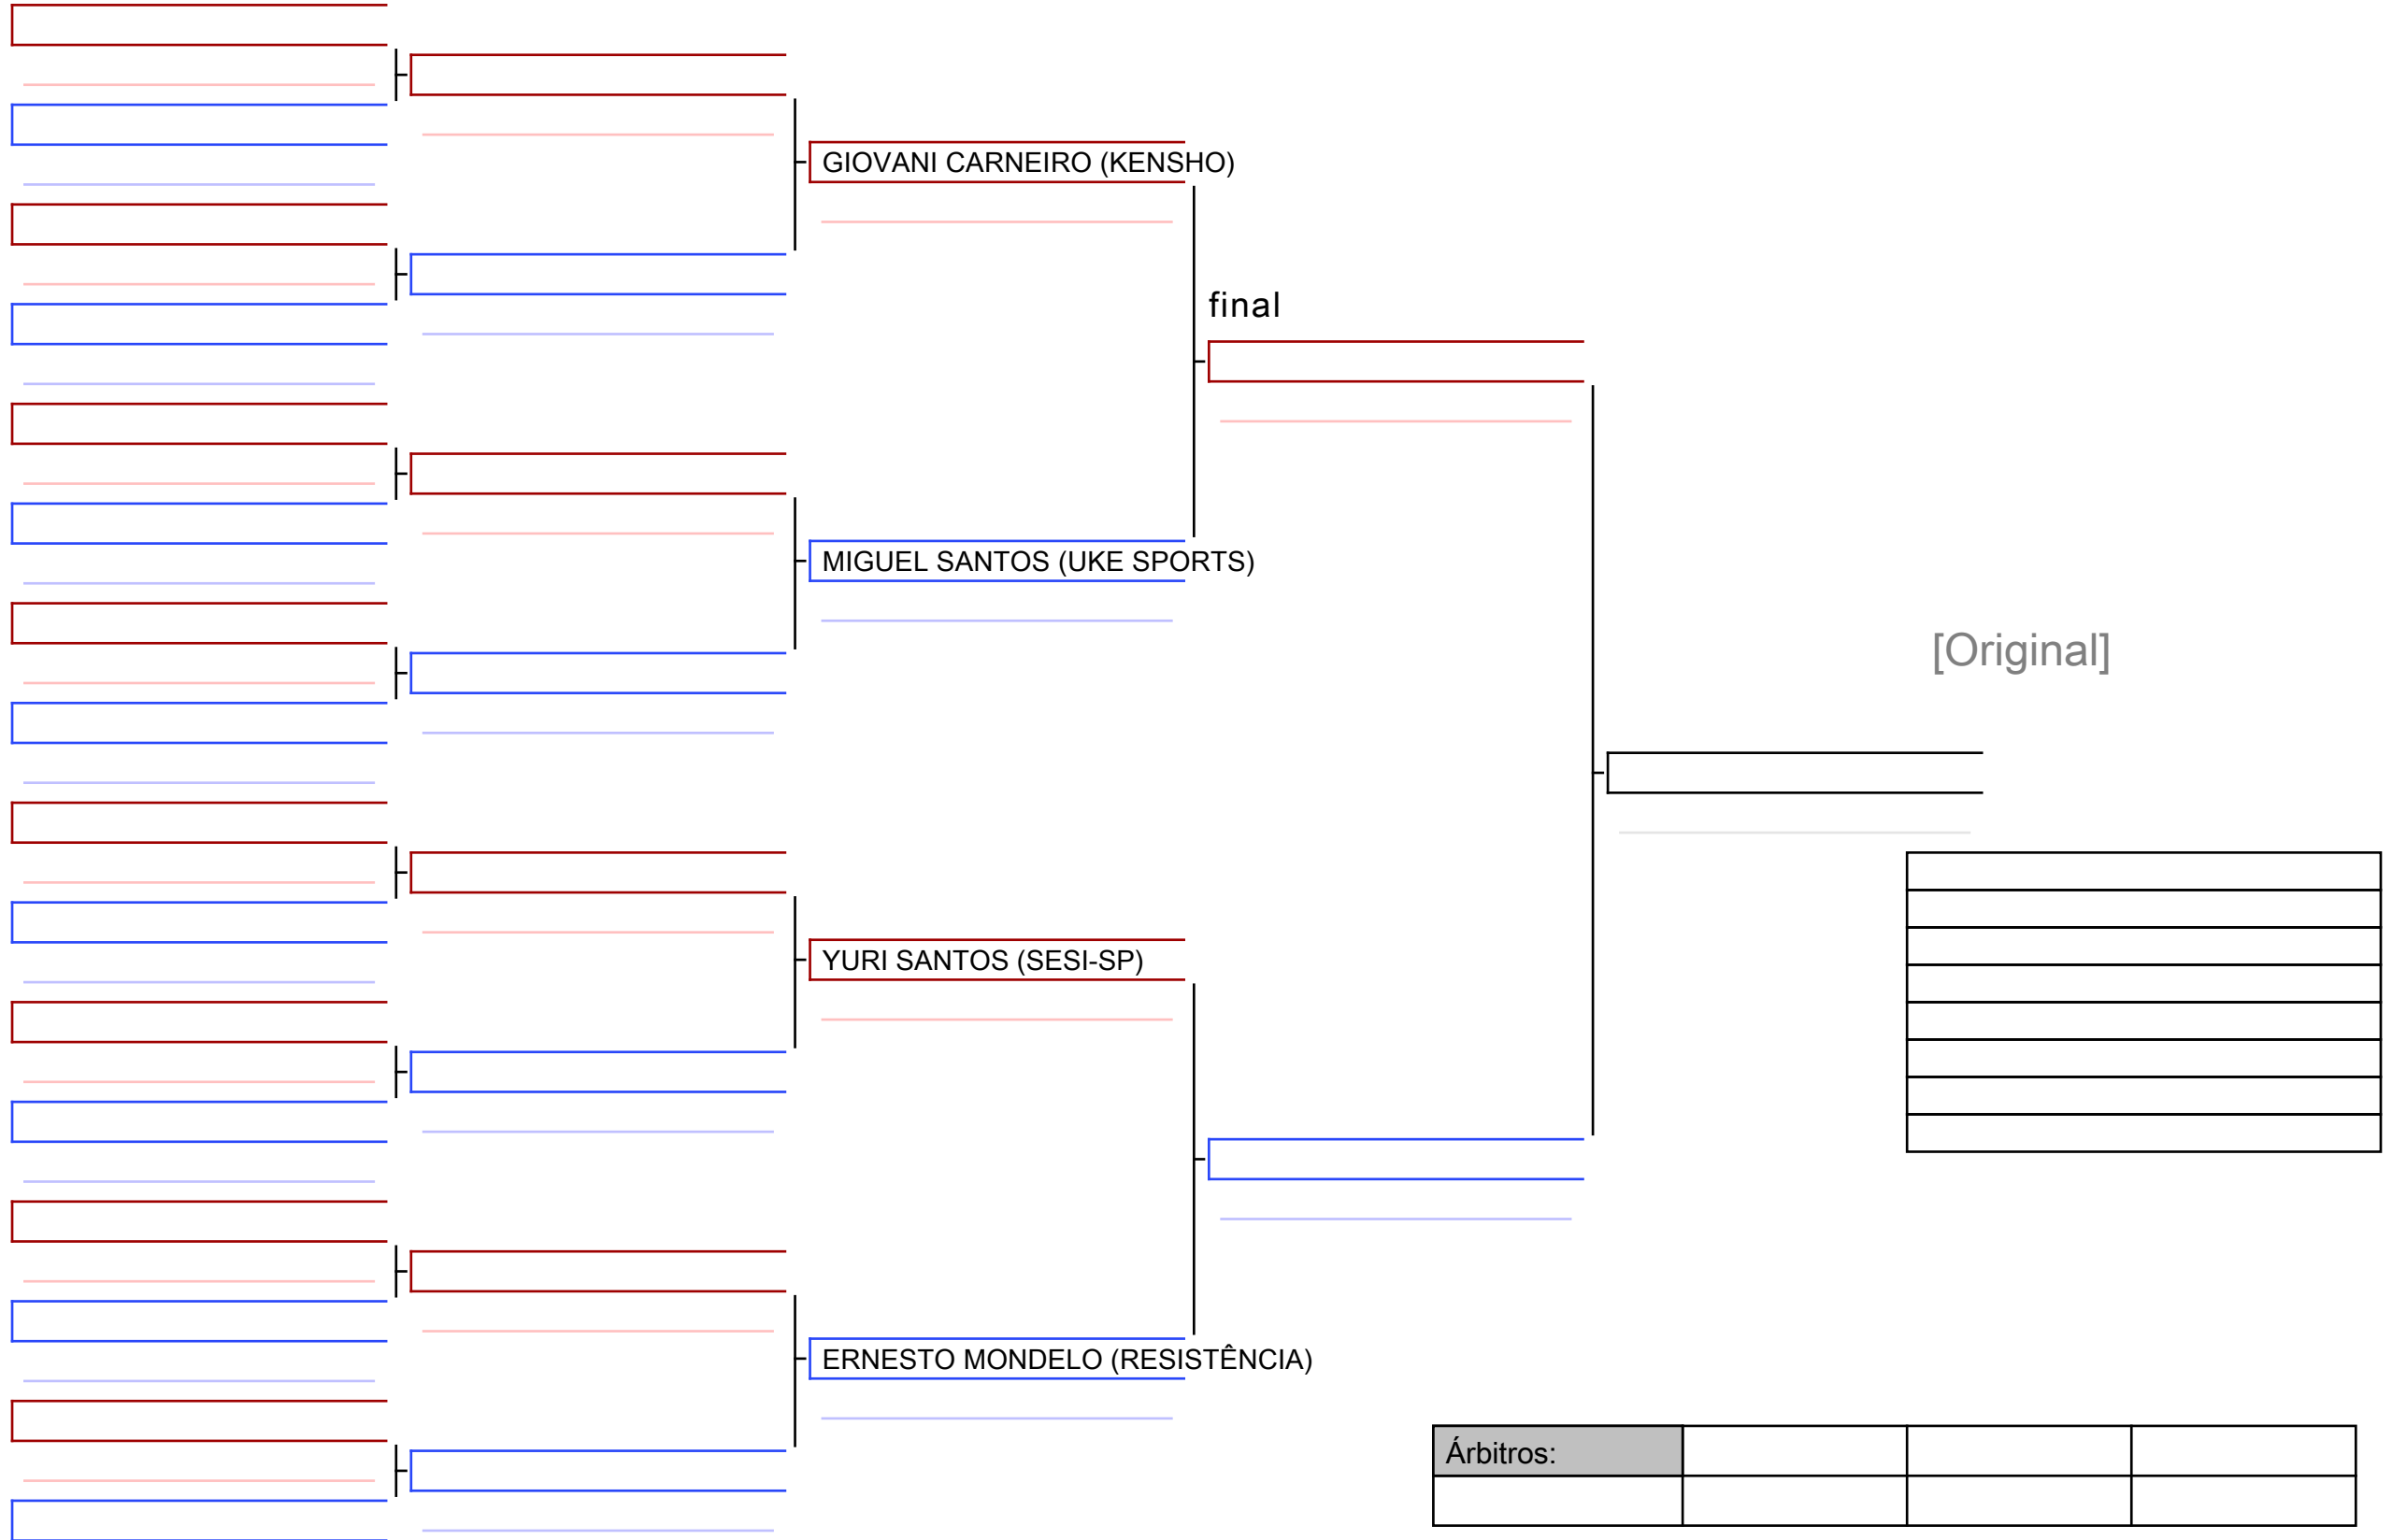 GIOVANI CARNEIRO (KENSHO)
final
MIGUEL SANTOS (UKE SPORTS)
[Original]
YURI SANTOS (SESI-SP)
ERNESTO MONDELO (RESISTÊNCIA)
Árbitros: